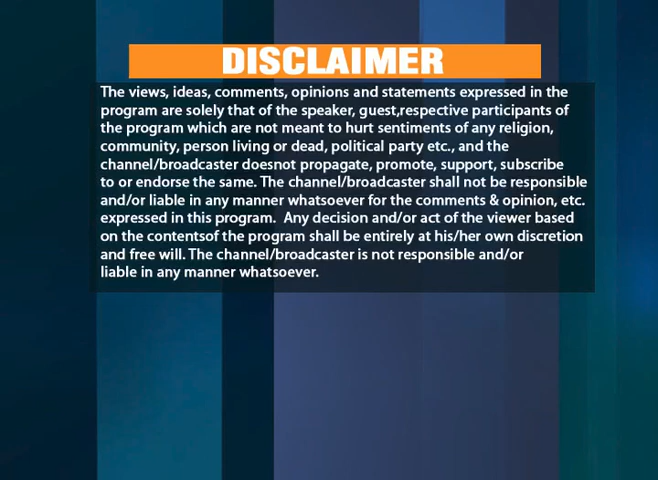 DISCLAIMER
The views, ideas, comments, opinions and statements expressed in the
program are solely that of the speaker, guest,respective participants of
the program which are not meant to hurt sentiments of any religion,
community, person living or dead, political party etc., and the
channel/broadcaster doesnot propagate, promote, support, subscribe
to or endorse the same. The channel/broadcaster shall not be responsible
and/or liable in any manner whatsoever for the comments & opinion, etc.
expressed in this program.  Any decision and/or act of the viewer based
on the contentsof the program shall be entirely at his/her own discretion
and free will. The channel/broadcaster is not responsible and/or
liable in any manner whatsoever.